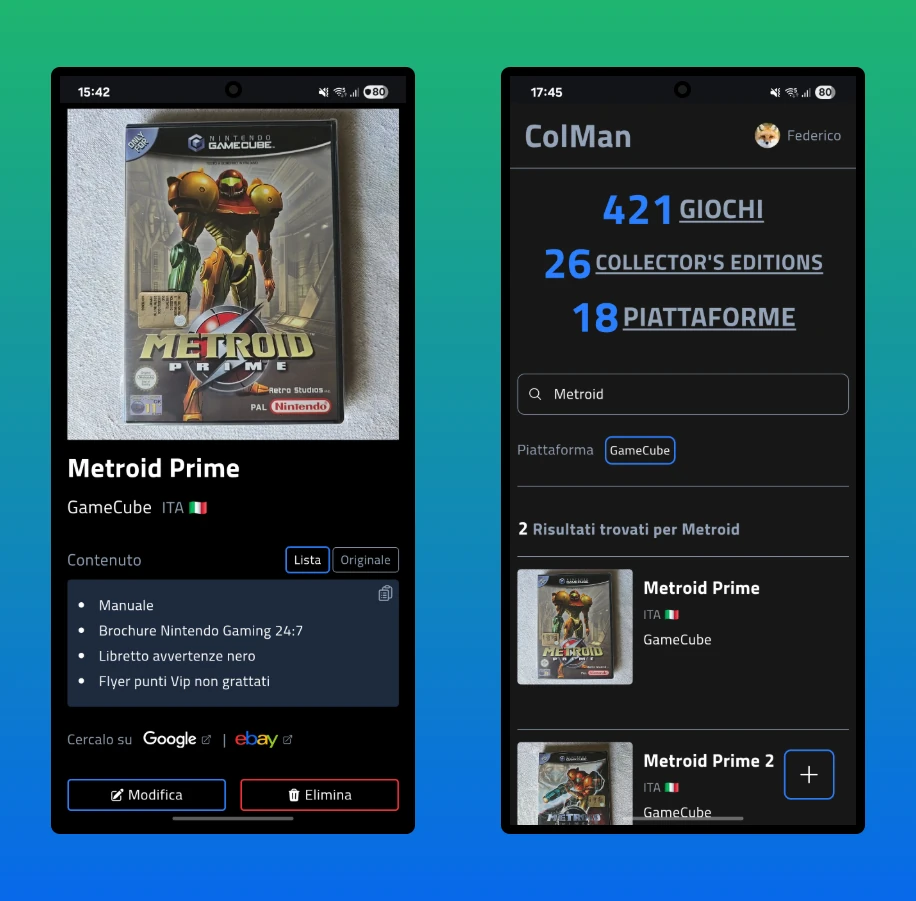 15:42
80
ONLY FOR
NINTENDO
GAMECUBE
METROID
PRIME
Retro Studios
PAL Nintendo
Metroid Prime
GameCube ITA
Contenuto Lista Originale
Manuale
Brochure Nintendo Gaming 24:7
Libretto avvertenze nero
Flyer punti Vip non grattati
Cercalo su Google | ebay
Modifica Elimina
17:45
80
ColMan Federico
421 GIOCHI
26 COLLECTOR'S EDITIONS
18 PIATTAFORME
Metroid
Piattaforma GameCube
2 Risultati trovati per Metroid
METROID
PRIME
Metroid Prime
ITA
GameCube
METROID
Metroid Prime 2
ITA
GameCube